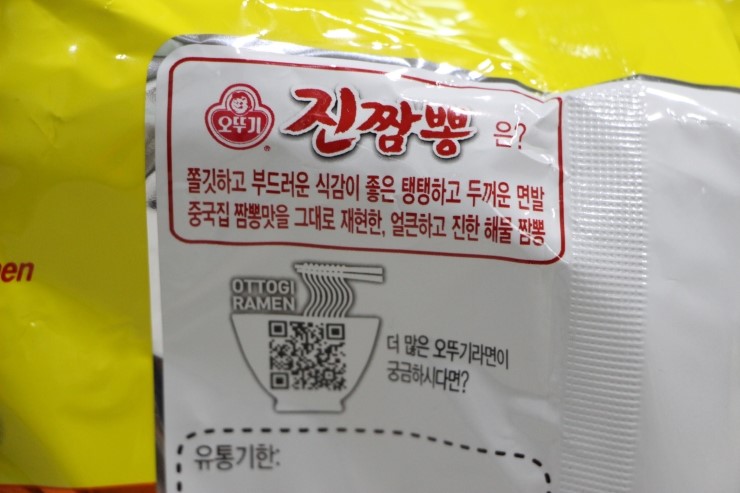 오뚜기 진짬뽕 은?
쫄깃하고 부드러운 식감이 좋은 탱탱하고 두꺼운 면발
중국집 짬뽕맛을 그대로 재현한, 얼큰하고 진한 해물 짬뽕
OTTOGI
RAMEN
더 많은 오뚜기라면이
궁금하시다면?
유통기한:
en